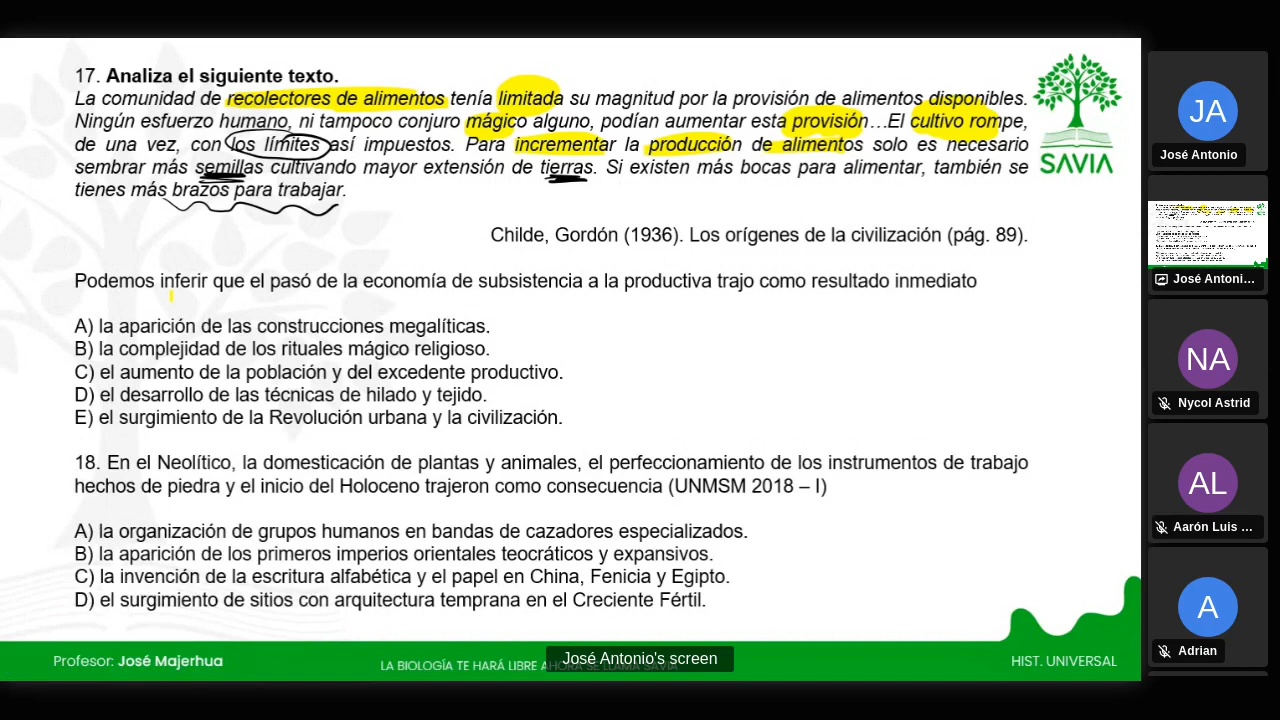 17. Analiza el siguiente texto.
La comunidad de recolectores de alimentos tenía limitada su magnitud por la provisión de alimentos disponibles.
Ningún esfuerzo humano, ni tampoco conjuro mágico alguno, podían aumentar esta provisión…El cultivo rompe,
de una vez, con los límites así impuestos. Para incrementar la producción de alimentos solo es necesario
sembrar más semillas cultivando mayor extensión de tierras. Si existen más bocas para alimentar, también se
tienes más brazos para trabajar.
SAVIA
Childe, Gordón (1936). Los orígenes de la civilización (pág. 89).
Podemos inferir que el pasó de la economía de subsistencia a la productiva trajo como resultado inmediato
A) la aparición de las construcciones megalíticas.
B) la complejidad de los rituales mágico religioso.
C) el aumento de la población y del excedente productivo.
D) el desarrollo de las técnicas de hilado y tejido.
E) el surgimiento de la Revolución urbana y la civilización.
18. En el Neolítico, la domesticación de plantas y animales, el perfeccionamiento de los instrumentos de trabajo
hechos de piedra y el inicio del Holoceno trajeron como consecuencia (UNMSM 2018 – I)
A) la organización de grupos humanos en bandas de cazadores especializados.
B) la aparición de los primeros imperios orientales teocráticos y expansivos.
C) la invención de la escritura alfabética y el papel en China, Fenicia y Egipto.
D) el surgimiento de sitios con arquitectura temprana en el Creciente Fértil.
Profesor: José Majerhua
LA BIOLOGÍA TE HARÁ LIBRE AHORA SE LLAMA SAVIA
José Antonio's screen
HIST. UNIVERSAL
JA
José Antonio
José Antoni...
NA
Nycol Astrid
AL
Aarón Luis ...
A
Adrian